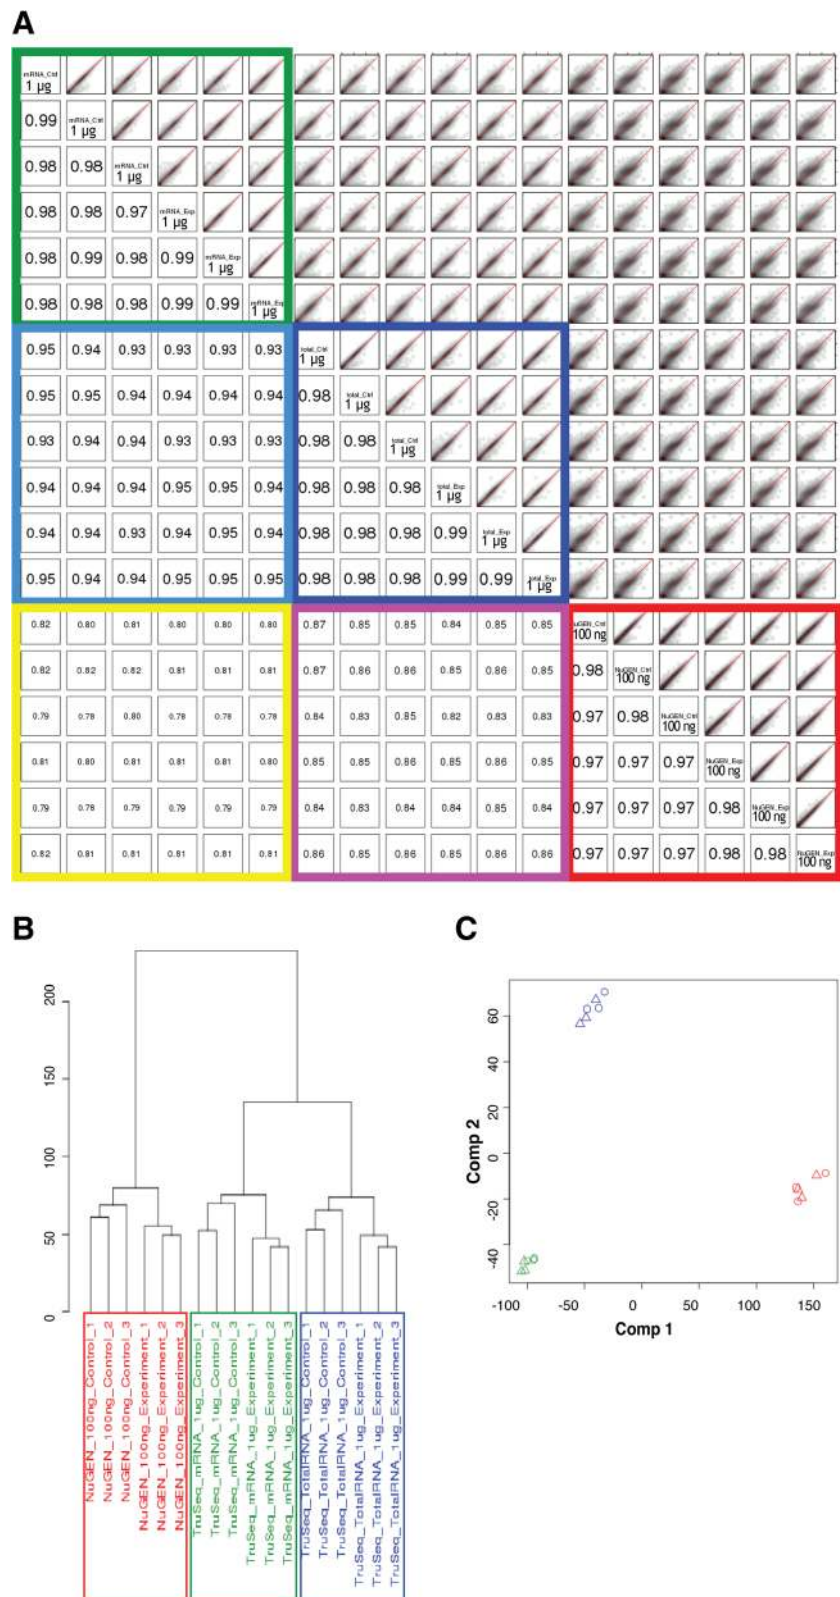 A
mRNA_Ctrl
1 µg
0.99 mRNA_Ctrl
1 µg
0.98 0.98 mRNA_Ctrl
1 µg
0.98 0.98 0.97 mRNA_Exp
1 µg
0.98 0.99 0.98 0.99 mRNA_Exp
1 µg
0.98 0.98 0.98 0.99 0.99 mRNA_Exp
1 µg
0.95 0.94 0.93 0.93 0.93 0.93 total_Ctrl
1 µg
0.95 0.95 0.94 0.94 0.94 0.94 0.98 total_Ctrl
1 µg
0.93 0.94 0.94 0.93 0.93 0.93 0.98 0.98 total_Ctrl
1 µg
0.94 0.94 0.94 0.95 0.95 0.94 0.98 0.98 0.98 total_Exp
1 µg
0.94 0.94 0.93 0.94 0.95 0.94 0.98 0.98 0.98 0.99 total_Exp
1 µg
0.95 0.94 0.94 0.95 0.95 0.95 0.98 0.98 0.98 0.99 0.99 total_Exp
1 µg
0.82 0.80 0.81 0.80 0.80 0.80 0.87 0.85 0.85 0.84 0.85 0.85 uGEN_Ctrl
100 ng
0.82 0.82 0.82 0.81 0.81 0.81 0.87 0.86 0.86 0.85 0.86 0.85 0.98 NuGEN_Ctrl
100 ng
0.79 0.78 0.80 0.78 0.78 0.78 0.84 0.83 0.85 0.82 0.83 0.83 0.97 0.98 NuGEN_Ctrl
100 ng
0.81 0.80 0.81 0.81 0.81 0.80 0.85 0.85 0.86 0.85 0.85 0.85 0.97 0.97 0.97 NuGEN_Exp
100 ng
0.79 0.78 0.79 0.79 0.79 0.79 0.84 0.83 0.84 0.84 0.85 0.84 0.97 0.97 0.97 0.98 NuGEN_Exp
100 ng
0.82 0.81 0.81 0.81 0.81 0.81 0.86 0.85 0.86 0.85 0.86 0.86 0.97 0.97 0.97 0.98 0.98 NuGEN_Exp
100 ng
B
200
150
100
50
0
NuGEN_100ng_Control_1
NuGEN_100ng_Control_2
NuGEN_100ng_Control_3
NuGEN_100ng_Experiment_1
NuGEN_100ng_Experiment_2
NuGEN_100ng_Experiment_3
TruSeq_mRNA_1ug_Control_1
TruSeq_mRNA_1ug_Control_2
TruSeq_mRNA_1ug_Control_3
TruSeq_mRNA_1ug_Experiment_1
TruSeq_mRNA_1ug_Experiment_2
TruSeq_mRNA_1ug_Experiment_3
TruSeq_TotalRNA_1ug_Control_1
TruSeq_TotalRNA_1ug_Control_2
TruSeq_TotalRNA_1ug_Control_3
TruSeq_TotalRNA_1ug_Experiment_1
TruSeq_TotalRNA_1ug_Experiment_2
TruSeq_TotalRNA_1ug_Experiment_3
C
Comp 2
60
40
20
0
-20
-40
-100 -50 0 50 100 150
Comp 1